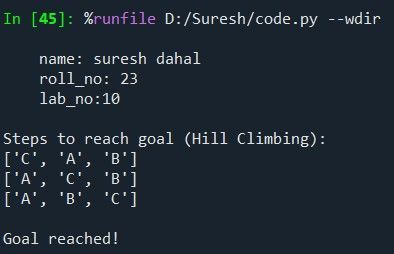 In [45]: %runfile D:/Suresh/code.py --wdir
name: suresh dahal
roll_no: 23
lab_no:10
Steps to reach goal (Hill Climbing):
['C', 'A', 'B']
['A', 'C', 'B']
['A', 'B', 'C']
Goal reached!